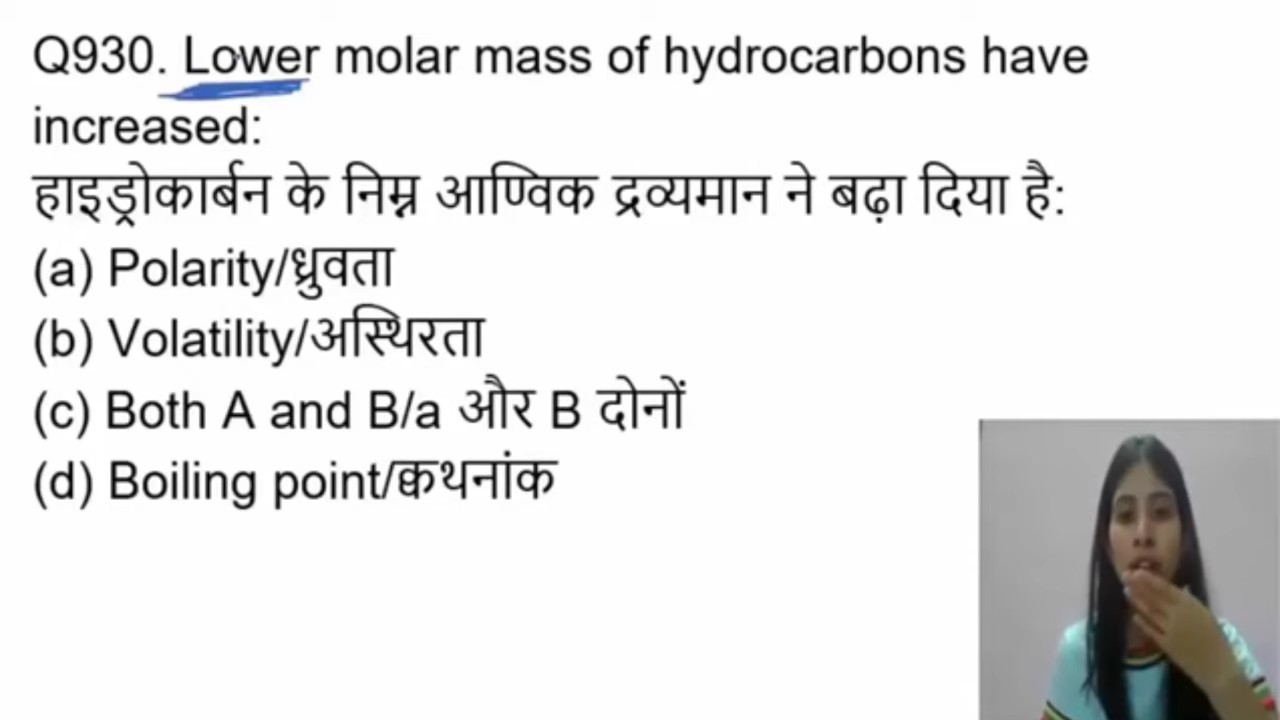 Q930. Lower molar mass of hydrocarbons have
increased:
हाइड्रोकार्बन के निम्न आण्विक द्रव्यमान ने बढ़ा दिया है:
(a) Polarity/ध्रुवता
(b) Volatility/अस्थिरता
(c) Both A and B/a और B दोनों
(d) Boiling point/क्वथनांक